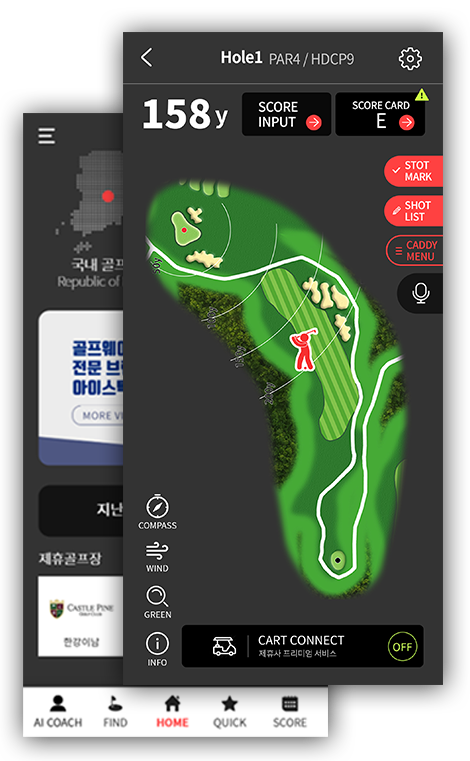 Hole1 PAR4 / HDCP9
158y
SCORE
INPUT
SCORE CARD
E
STOT
MARK
SHOT
LIST
CADDY
MENU
COMPASS
WIND
GREEN
INFO
CART CONNECT
제휴사 프리미엄 서비스
OFF
국내 골프
Republic of
골프웨
전문 브
아이스
MORE
지난
제휴골프장
CASTLE PINE
GOLF CLUB
한강이남
AI COACH
FIND
HOME
QUICK
SCORE